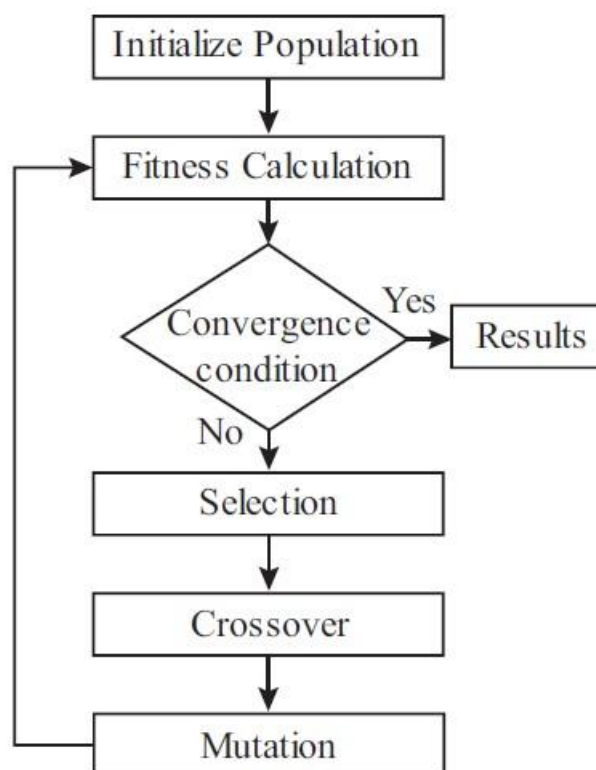 Initialize Population
Fitness Calculation
Convergence
condition
Yes
Results
No
Selection
Crossover
Mutation